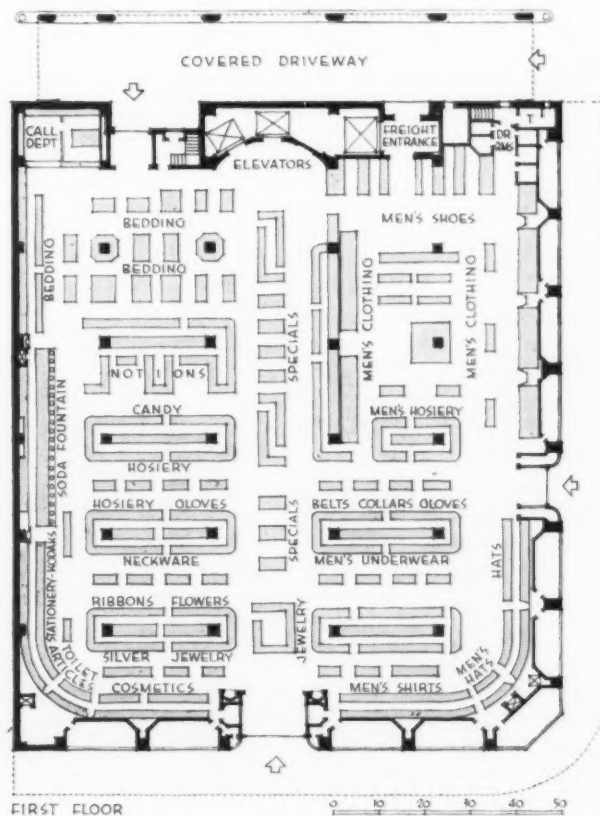 COVERED DRIVEWAY
CALL DEPT
ELEVATORS
FREIGHT ENTRANCE
T
DR RMS
MEN'S SHOES
BEDDING
BEDDING
BEDDING
SPECIALS
MEN'S CLOTHING
MEN'S CLOTHING
NOTIONS
CANDY
MEN'S HOSIERY
SODA FOUNTAIN
HOSIERY
HOSIERY GLOVES
SPECIALS
BELTS COLLARS GLOVES
NECKWARE
MEN'S UNDERWEAR
HATS
STATIONERY-KODAKS
RIBBONS FLOWERS
JEWELRY
TOILET ARTICLES
SILVER JEWELRY
MEN'S HATS
COSMETICS
MEN'S SHIRTS
FIRST FLOOR
0 10 20 30 40 50